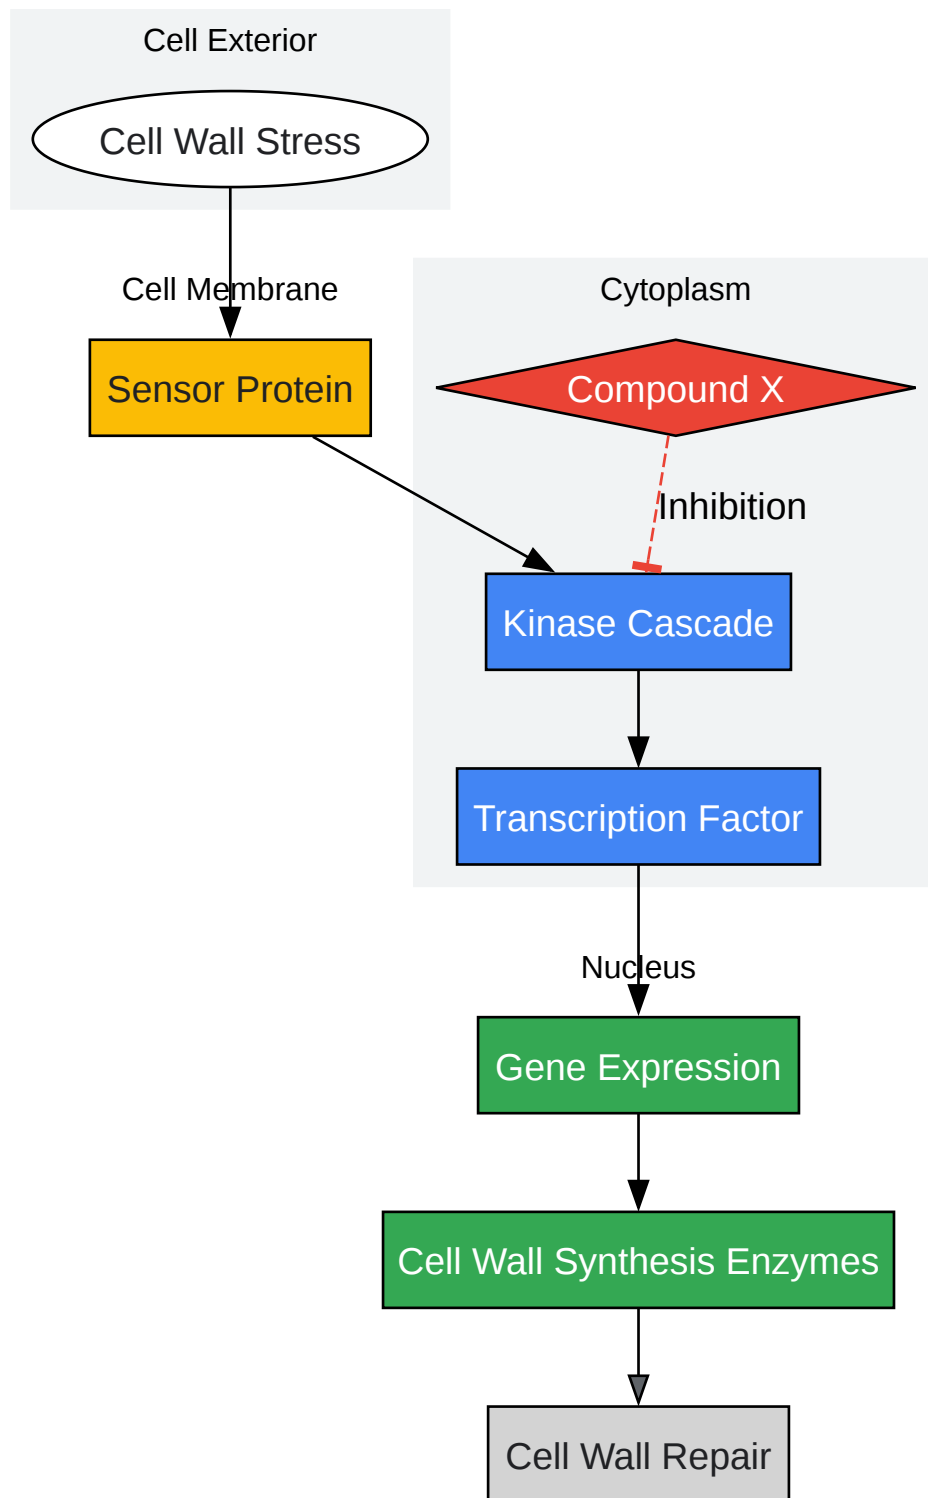 Cell Exterior
Cell Wall Stress
Cell Membrane
Sensor Protein
Cytoplasm
Compound X
Inhibition
Kinase Cascade
Transcription Factor
Nucleus
Gene Expression
Cell Wall Synthesis Enzymes
Cell Wall Repair